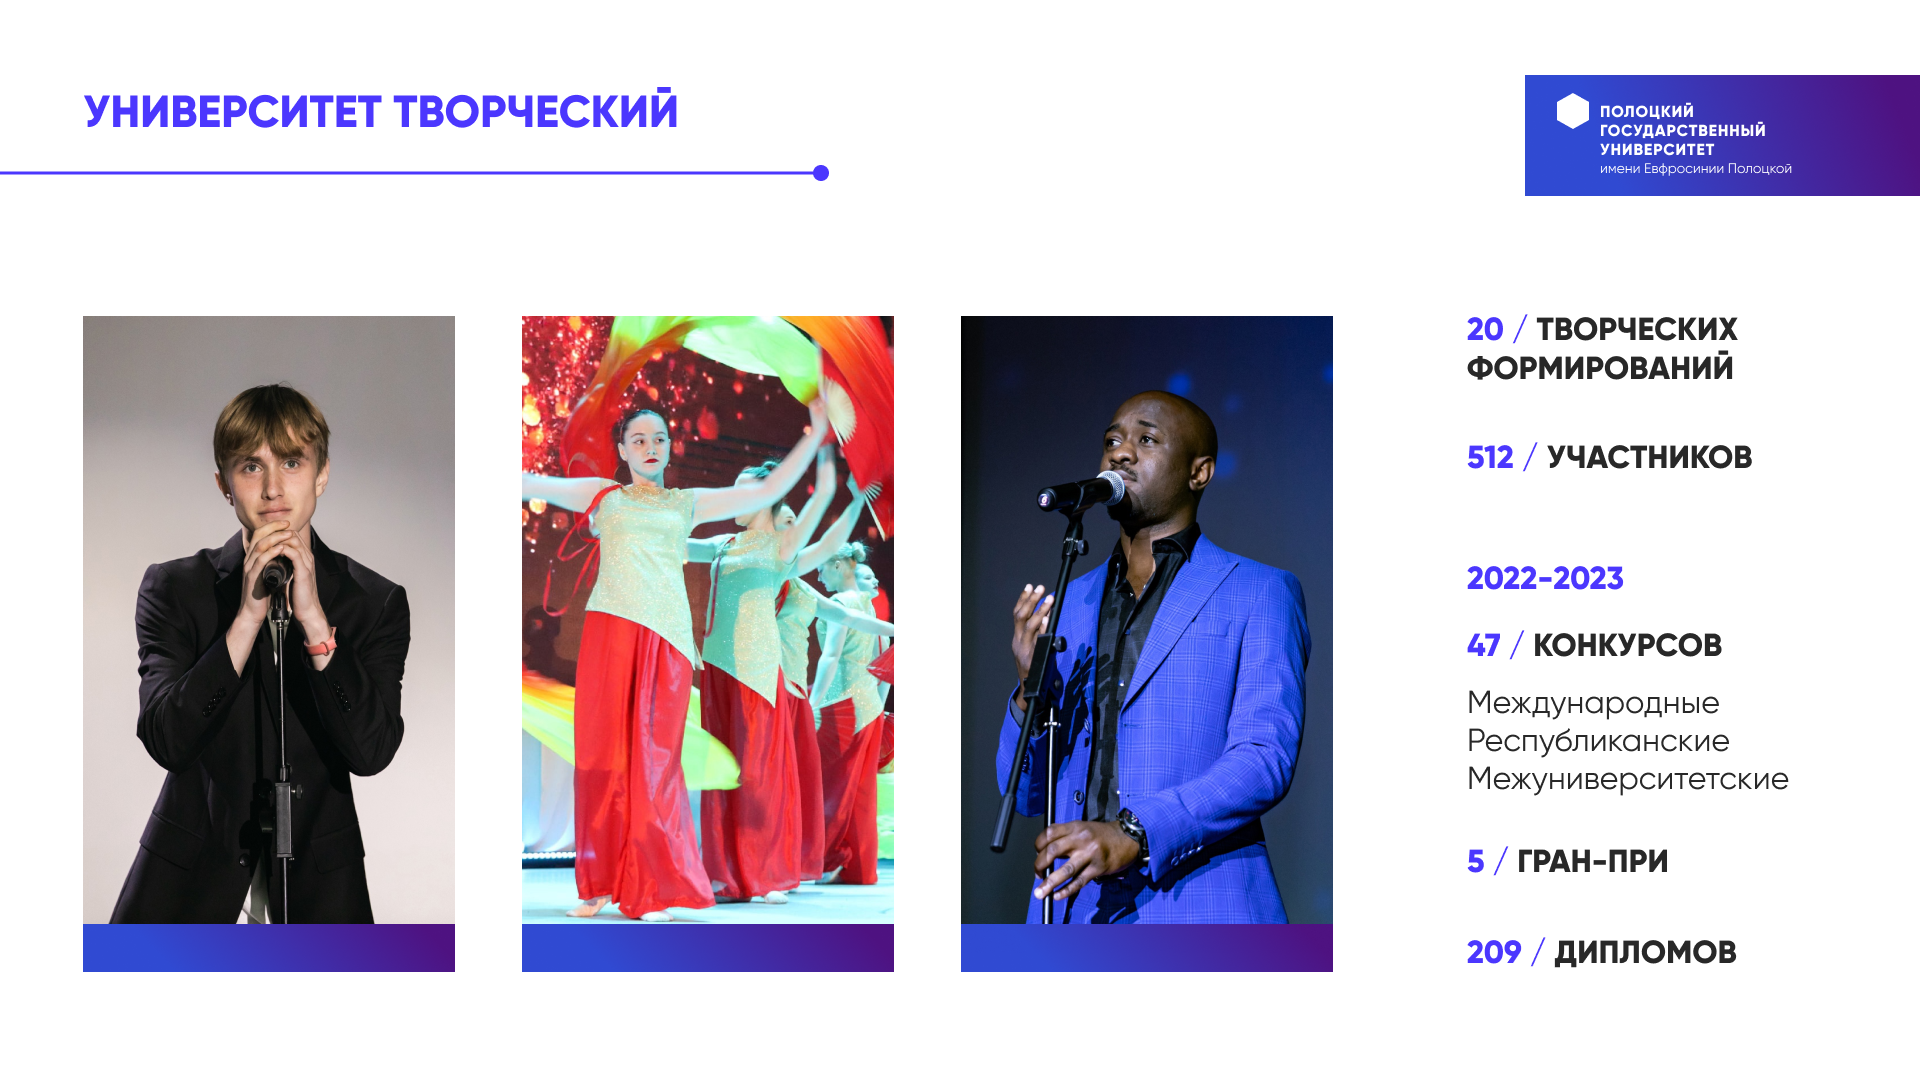 УНИВЕРСИТЕТ ТВОРЧЕСКИЙ
ПОЛОЦКИЙ
ГОСУДАРСТВЕННЫЙ
УНИВЕРСИТЕТ
имени Евфросинии Полоцкой
20 / ТВОРЧЕСКИХ
ФОРМИРОВАНИЙ
512 / УЧАСТНИКОВ
2022-2023
47 / КОНКУРСОВ
Международные
Республиканские
Межуниверситетские
5 / ГРАН-ПРИ
209 / ДИПЛОМОВ